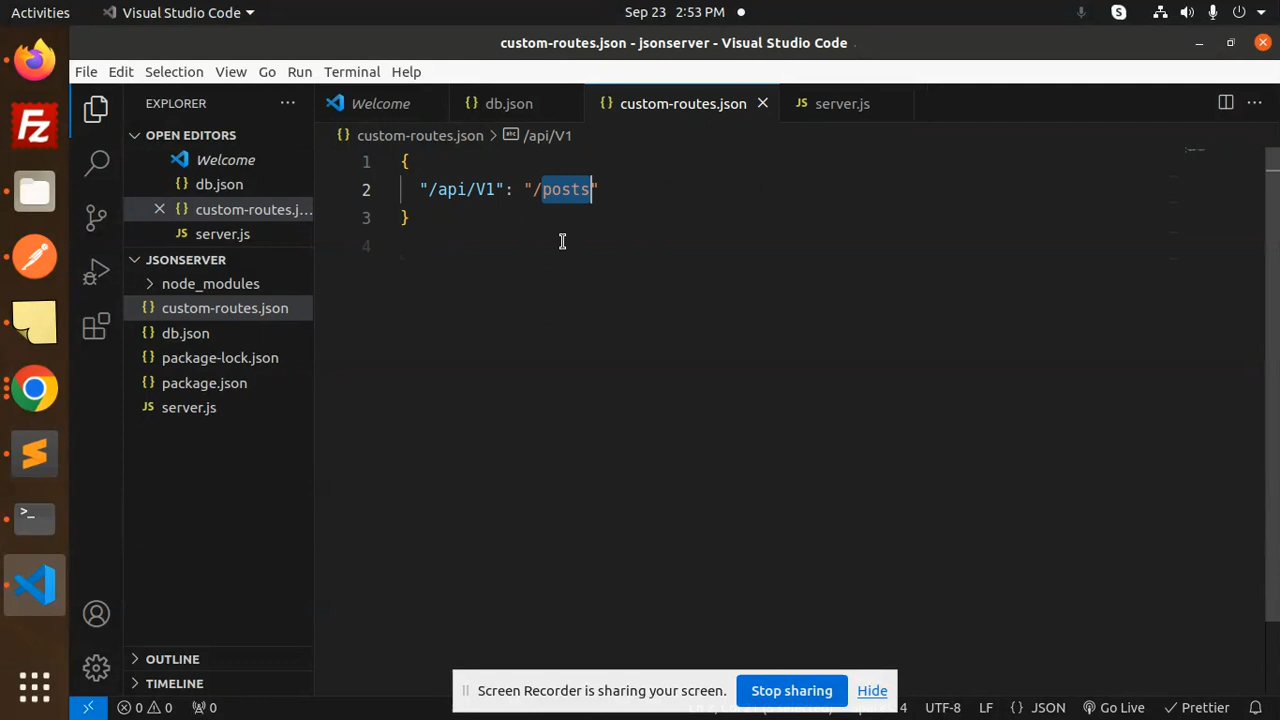 Activities
Visual Studio Code
Sep 23 2:53 PM
custom-routes.json - jsonserver - Visual Studio Code
File Edit Selection View Go Run Terminal Help
EXPLORER
Welcome
db.json
custom-routes.json
JS server.js
custom-routes.json > /api/V1
OPEN EDITORS
Welcome
db.json
{} custom-routes.j...
server.js
JSONSERVER
node_modules
{} custom-routes.json
{} db.json
{} package-lock.json
{} package.json
JS server.js
OUTLINE
TIMELINE
1 {
2 "/api/V1": "/posts"
3 }
4
Screen Recorder is sharing your screen. Stop sharing Hide
0 0 0
UTF-8 LF {} JSON Go Live Prettier